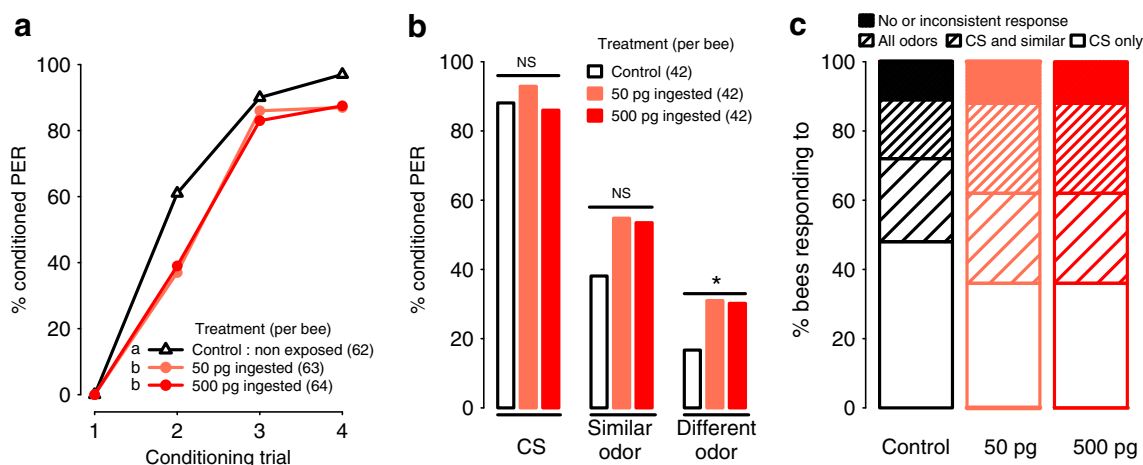 a
% conditioned PER
100
80
60
40
20
0
Treatment (per bee)
a Control : non exposed (62)
b 50 pg ingested (63)
b 500 pg ingested (64)
1 2 3 4
Conditioning trial
b
% conditioned PER
100
80
60
40
20
0
Treatment (per bee)
Control (42)
50 pg ingested (42)
500 pg ingested (42)
NS
NS
*
CS
Similar
odor
Different
odor
c
No or inconsistent response
All odors CS and similar CS only
% bees responding to
100
80
60
40
20
0
Control 50 pg 500 pg